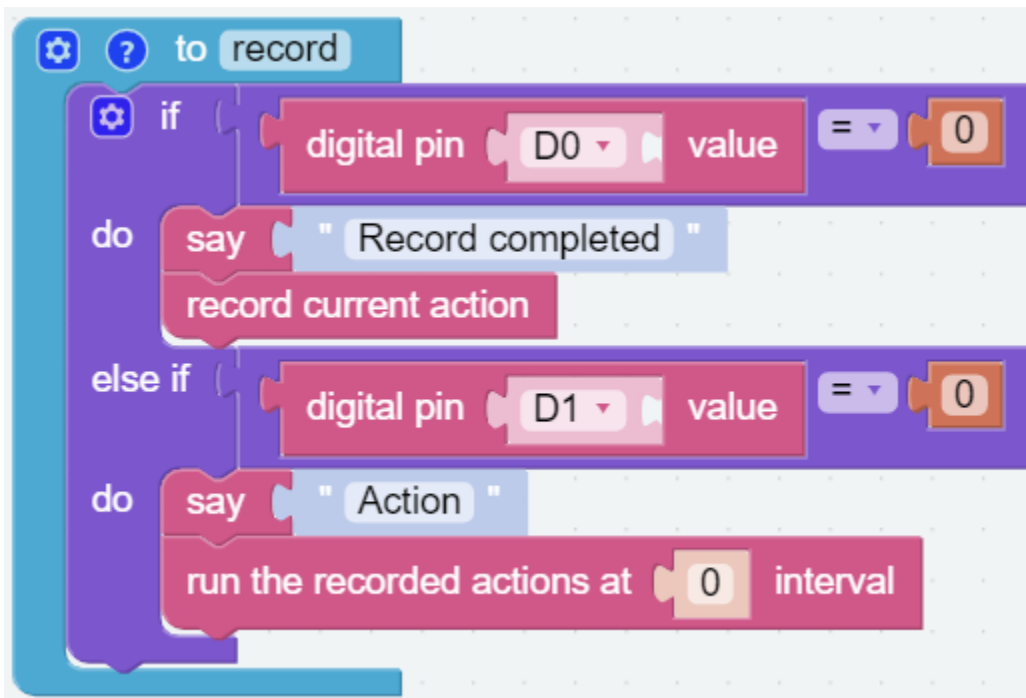 ? to record
if digital pin D0 value = 0
do say " Record completed "
record current action
else if digital pin D1 value = 0
do say " Action "
run the recorded actions at 0 interval